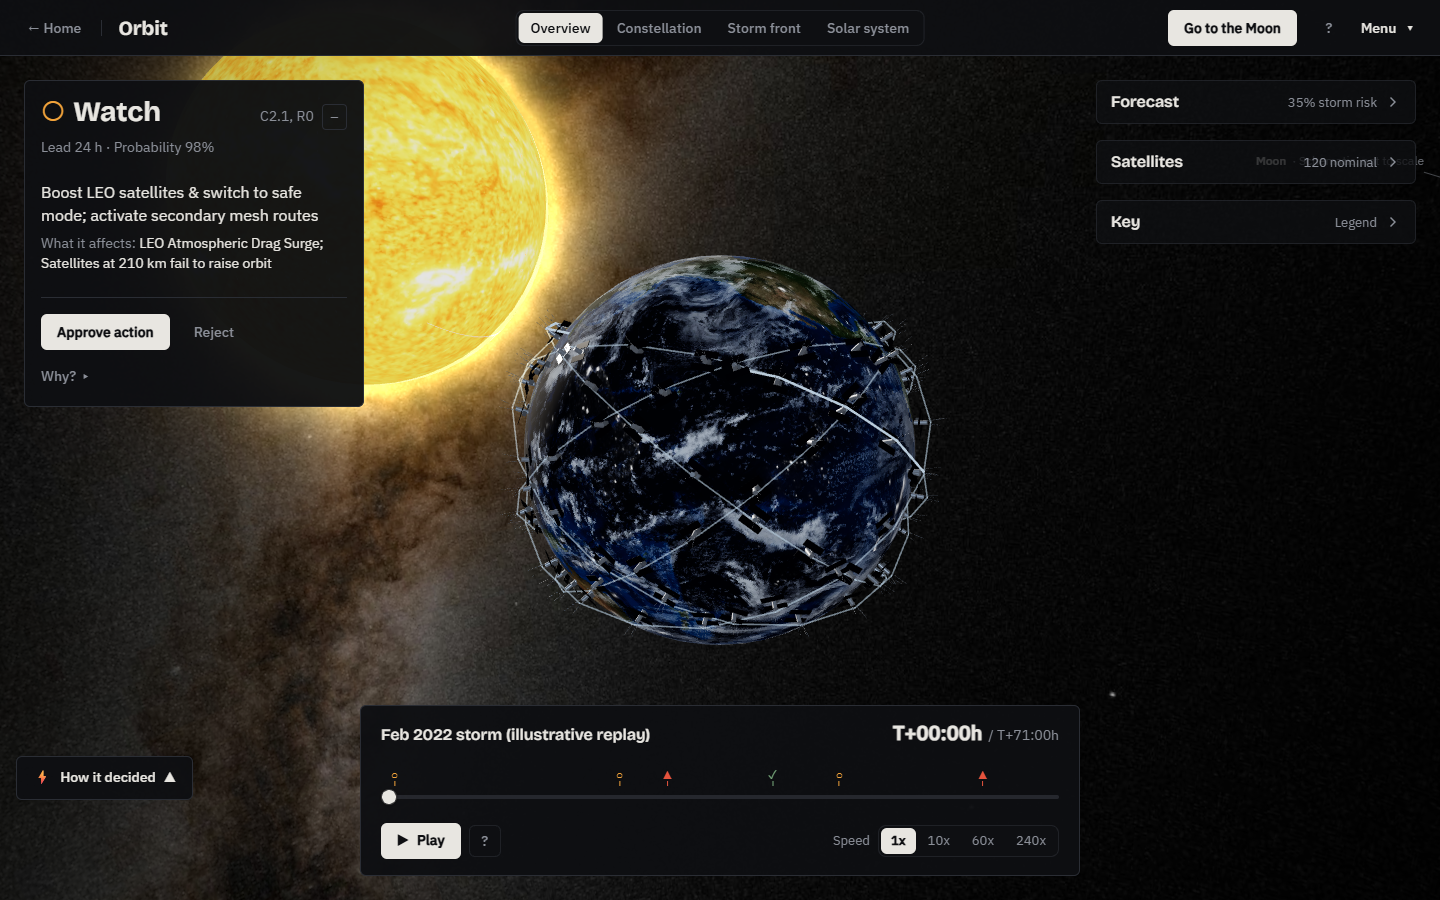 ← Home
Orbit
Overview
Constellation
Storm front
Solar system
Go to the Moon
?
Menu ▼
Watch
C2.1, R0
–
Lead 24 h · Probability 98%
Boost LEO satellites & switch to safe
mode; activate secondary mesh routes
What it affects: LEO Atmospheric Drag Surge;
Satellites at 210 km fail to raise orbit
Approve action
Reject
Why? ▸
Forecast
35% storm risk
Satellites
Moon
120 nominal
Key
Legend
Feb 2022 storm (illustrative replay)
T+00:00h / T+71:00h
▶ Play
?
Speed
1x
10x
60x
240x
How it decided ▲